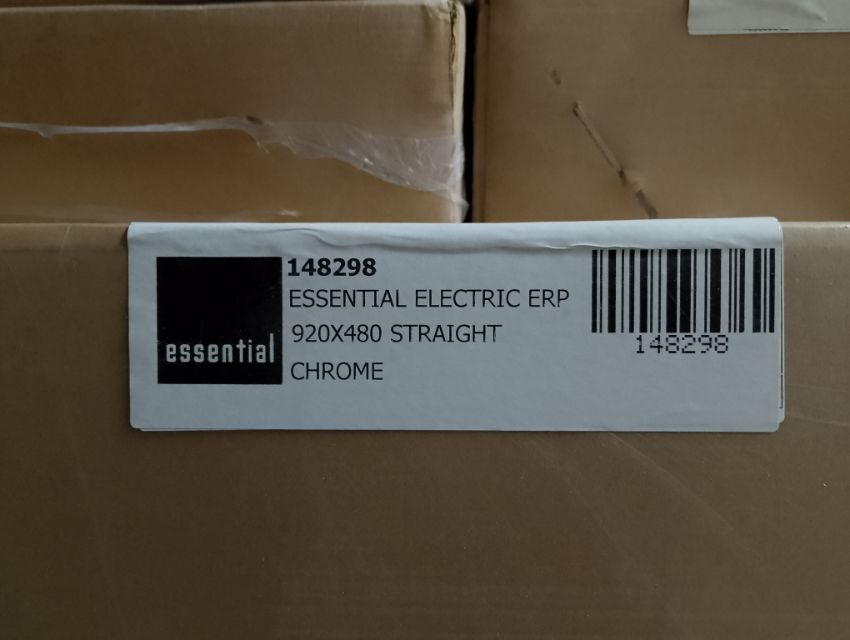 148298
ESSENTIAL ELECTRIC ERP
920X480 STRAIGHT
CHROME
essential
148298